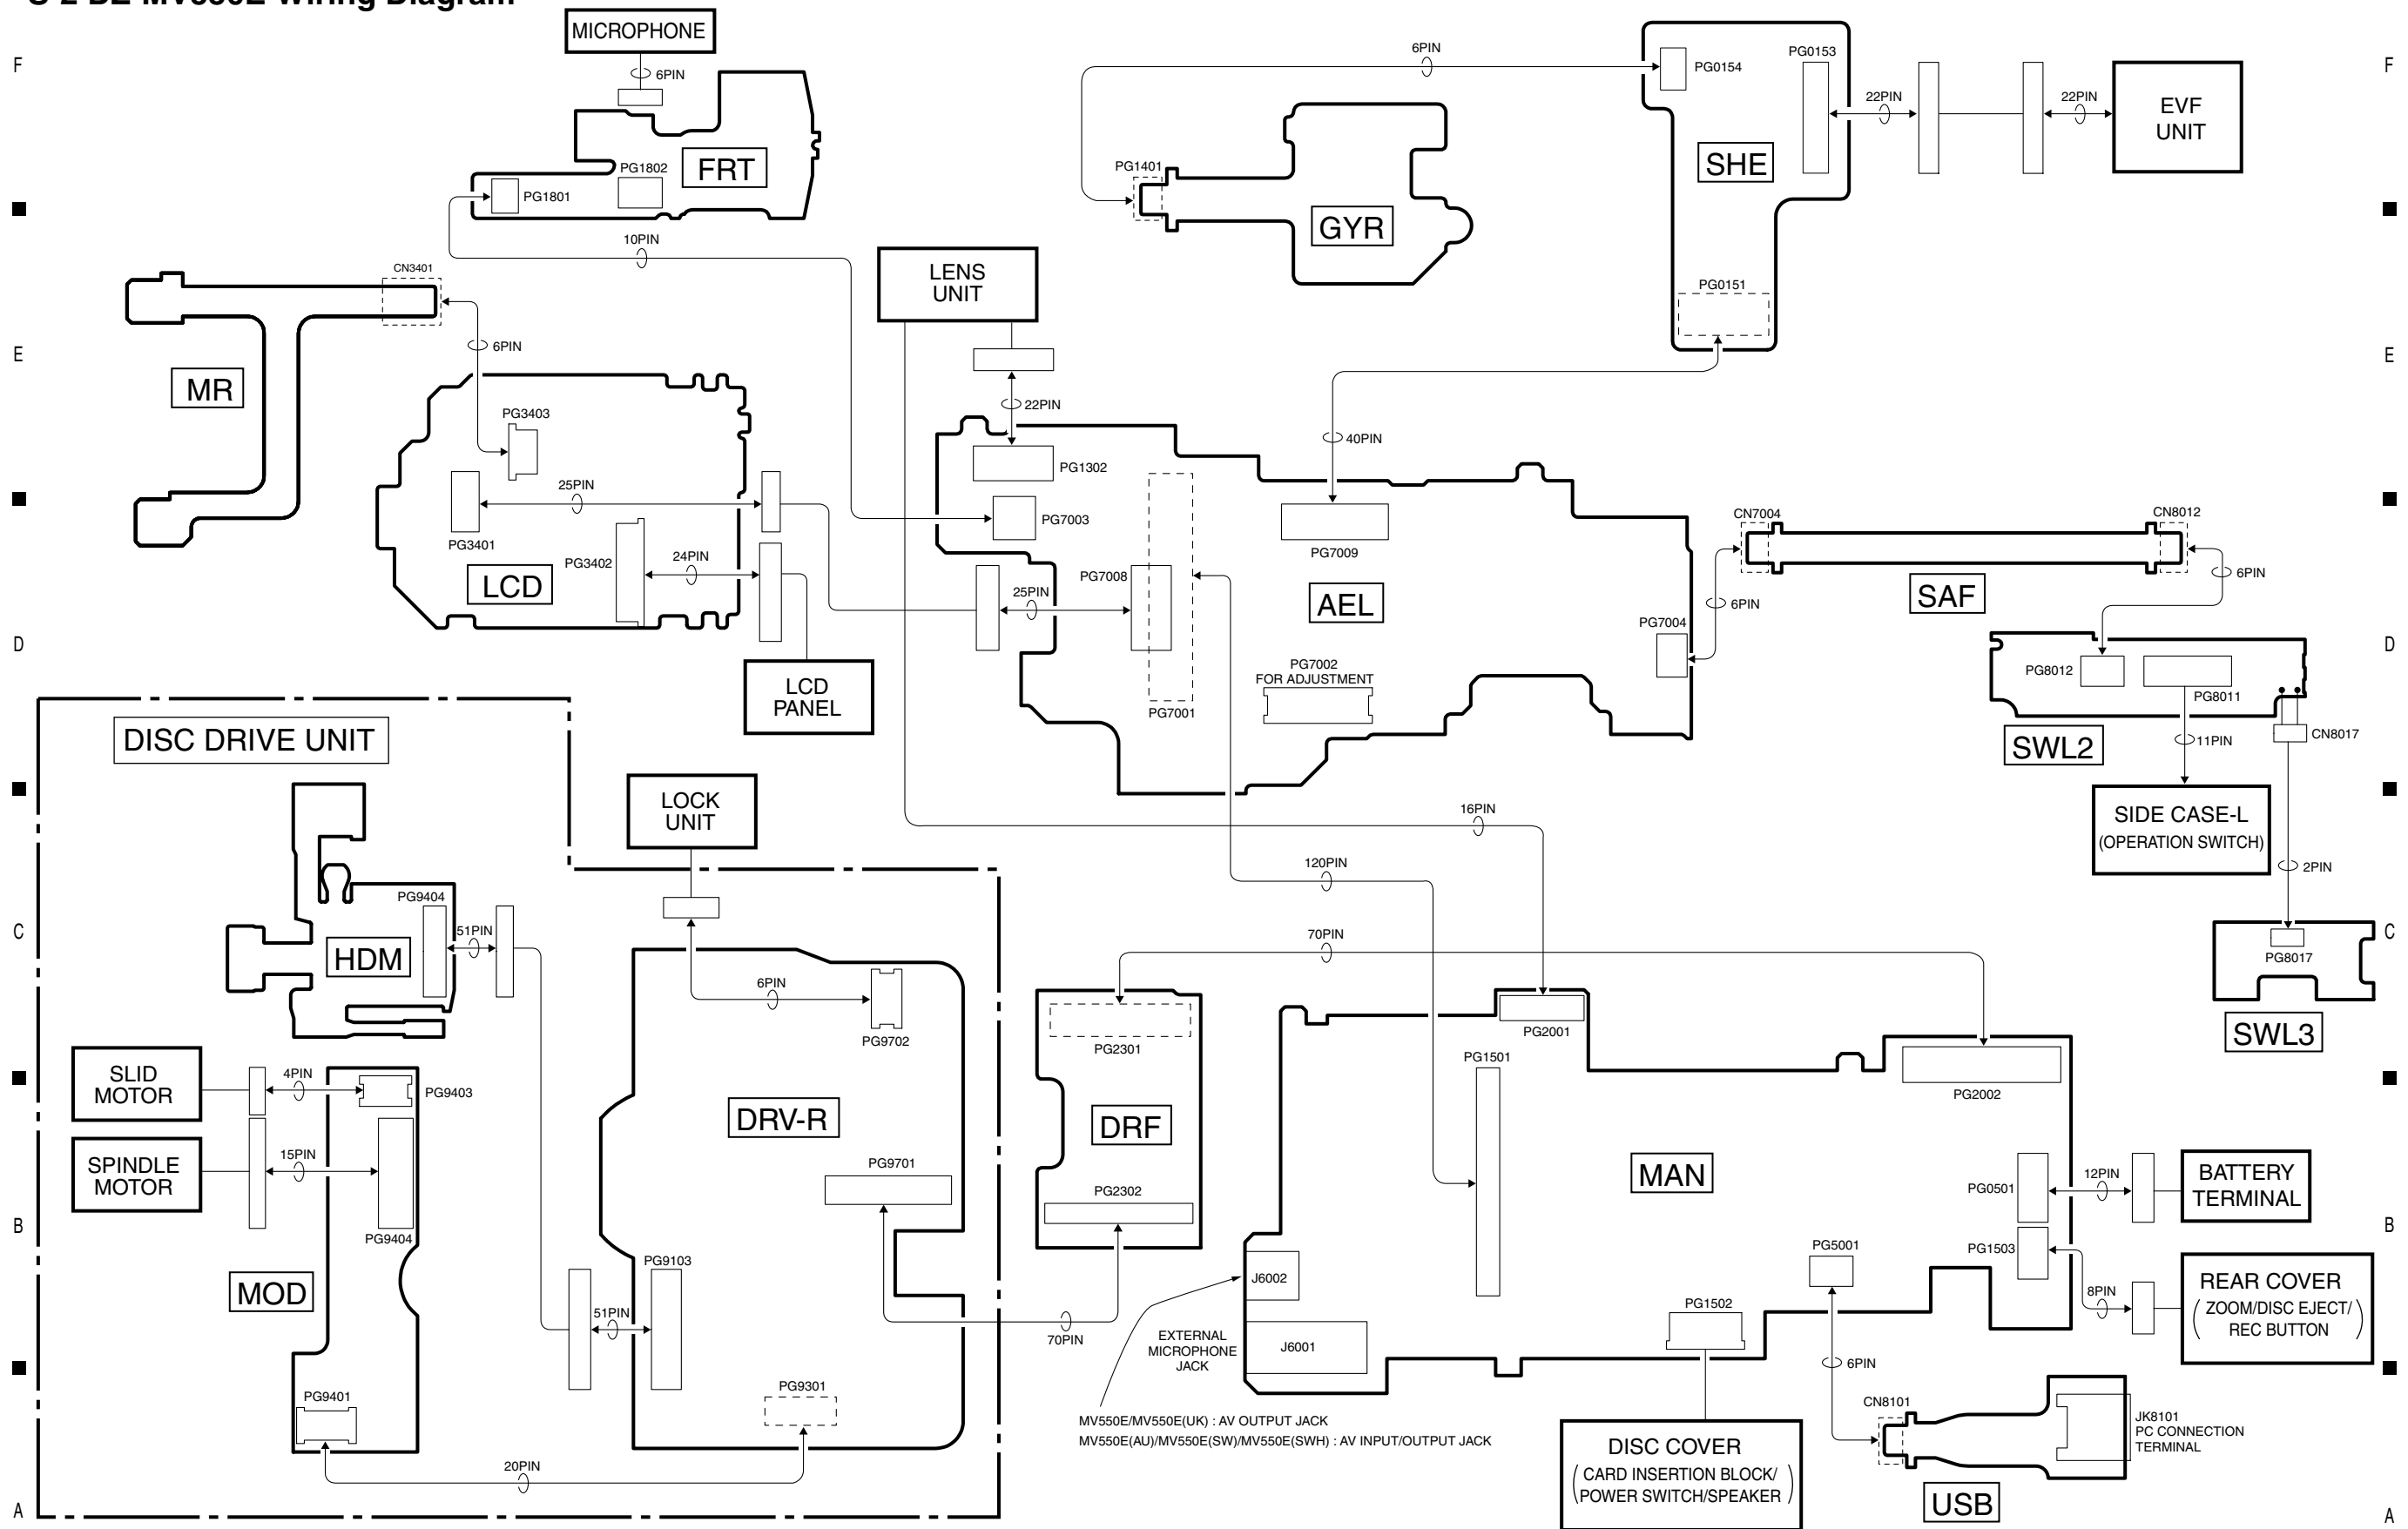 MICROPHONE
F
6PIN
6PIN
PG0154
PG0153
F
22PIN
22PIN
EVF
UNIT
FRT
PG1802
PG1801
PG1401
SHE
GYR
10PIN
LENS
UNIT
CN3401
PG0151
E
6PIN
E
MR
22PIN
PG3403
40PIN
PG1302
25PIN
PG7003
PG3401
PG3402
24PIN
LCD
PG7009
CN7004
CN8012
PG7008
25PIN
AEL
6PIN
SAF
6PIN
PG7004
D
D
LCD
PANEL
PG7002
FOR ADJUSTMENT
PG7001
PG8012
PG8011
CN8017
SWL2
11PIN
DISC DRIVE UNIT
LOCK
UNIT
16PIN
SIDE CASE-L
(OPERATION SWITCH)
120PIN
2PIN
PG9404
C
51PIN
70PIN
C
HDM
6PIN
PG8017
PG9702
PG2301
PG2001
SWL3
PG1501
SLID
MOTOR
4PIN
PG9403
PG2002
DRV-R
DRF
SPINDLE
MOTOR
15PIN
PG9701
MAN
PG0501
12PIN
BATTERY
TERMINAL
PG2302
B
PG9404
B
PG5001
PG1503
PG9103
MOD
J6002
8PIN
REAR COVER
(ZOOM/DISC EJECT/
REC BUTTON)
51PIN
70PIN
PG1502
EXTERNAL
MICROPHONE
JACK
J6001
6PIN
PG9301
PG9401
CN8101
MV550E/MV550E(UK) : AV OUTPUT JACK
MV550E(AU)/MV550E(SW)/MV550E(SWH) : AV INPUT/OUTPUT JACK
JK8101
PC CONNECTION
TERMINAL
DISC COVER
(CARD INSERTION BLOCK/
POWER SWITCH/SPEAKER)
20PIN
USB
A
A